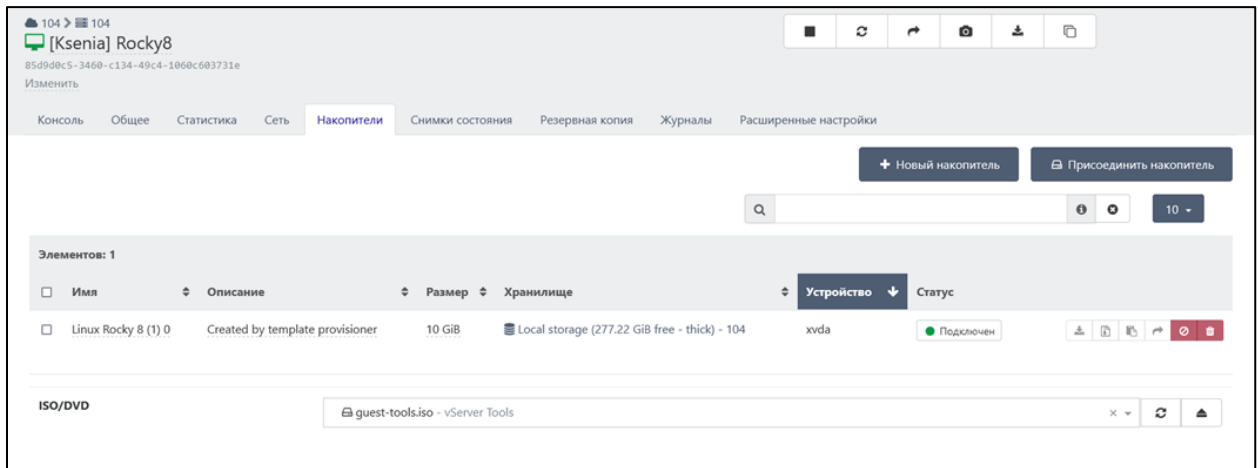 104 > 104
[Ksenia] Rocky8
85d9d0c5-3460-c134-49c4-1060c603731e
Изменить
Консоль Общее Статистика Сеть Накопители Снимки состояния Резервная копия Журналы Расширенные настройки
+ Новый накопитель Присоединить накопитель
10
Элементов: 1
Имя Описание Размер Хранилище Устройство Статус
Linux Rocky 8 (1) 0 Created by template provisioner 10 GiB Local storage (277.22 GiB free - thick) - 104 xvda Подключен
ISO/DVD guest-tools.iso - vServer Tools